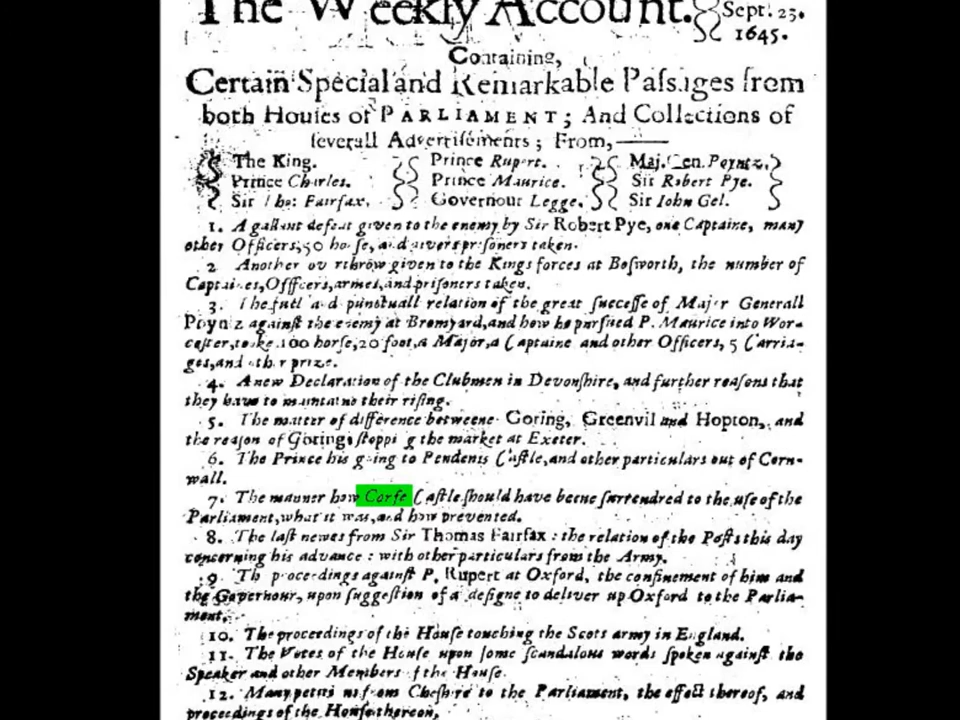 The Weekly Account.
Sept. 23.
1645.
Containing,
Certain Special and Remarkable Paſsages from
both Houſes of PARLIAMENT; And Collections of
ſeverall Advertiſements; From,
The King. Prince Rupert. Maj. Gen. Poyntz.
Prince Charles. Prince Maurice. Sir Robert Pye.
Sir Tho: Fairfax. Governour Legge. Sir Iohn Gel.
1. A gallant defeat given to the enemy by Sir Robert Pye, one Captaine, many
other Officers, 50 horſe, and divers priſoners taken.
2 Another overthrow given to the Kings forces at Boſworth, the number of
Captaines, Officers, armes, and priſoners taken.
3. The full and punctuall relation of the great ſucceſſe of Major Generall
Poyntz againſt the enemy at Bromyard, and how he purſued P. Maurice into Wor-
ceſter, tooke 100 horſe, 20 foot, a Major, a Captaine and other Officers, 5 Carria-
ges, and other prize.
4. A new Declaration of the Clubmen in Devonſhire, and further reaſons that
they have to maintaine their riſing.
5. The matter of difference betweene Goring, Greenvil and Hopton, and
the reaſon of Gorings ſtopping the market at Exeter.
6. The Prince his going to Pendenis Caſtle, and other particulars out of Corn-
wall.
7. The manner how Corfe Caſtle ſhould have beene ſurrendred to the uſe of the
Parliament, what it was, and how prevented.
8. The laſt newes from Sir Thomas Fairfax: the relation of the Poſts this day
concerning his advance: with other particulars from the Army.
9. The proceedings againſt P. Rupert at Oxford, the confinement of him and
the Governour, upon ſuggeſtion of a deſigne to deliver up Oxford to the Parlia-
ment.
10. The proceedings of the Houſe touching the Scots army in England.
11. The Votes of the Houſe upon ſome ſcandalous words ſpoken againſt the
Speaker and other Members of the Houſe.
12. Many petitions from Cheſhire to the Parliament, the effect thereof, and
proceedings of the Houſe thereon,